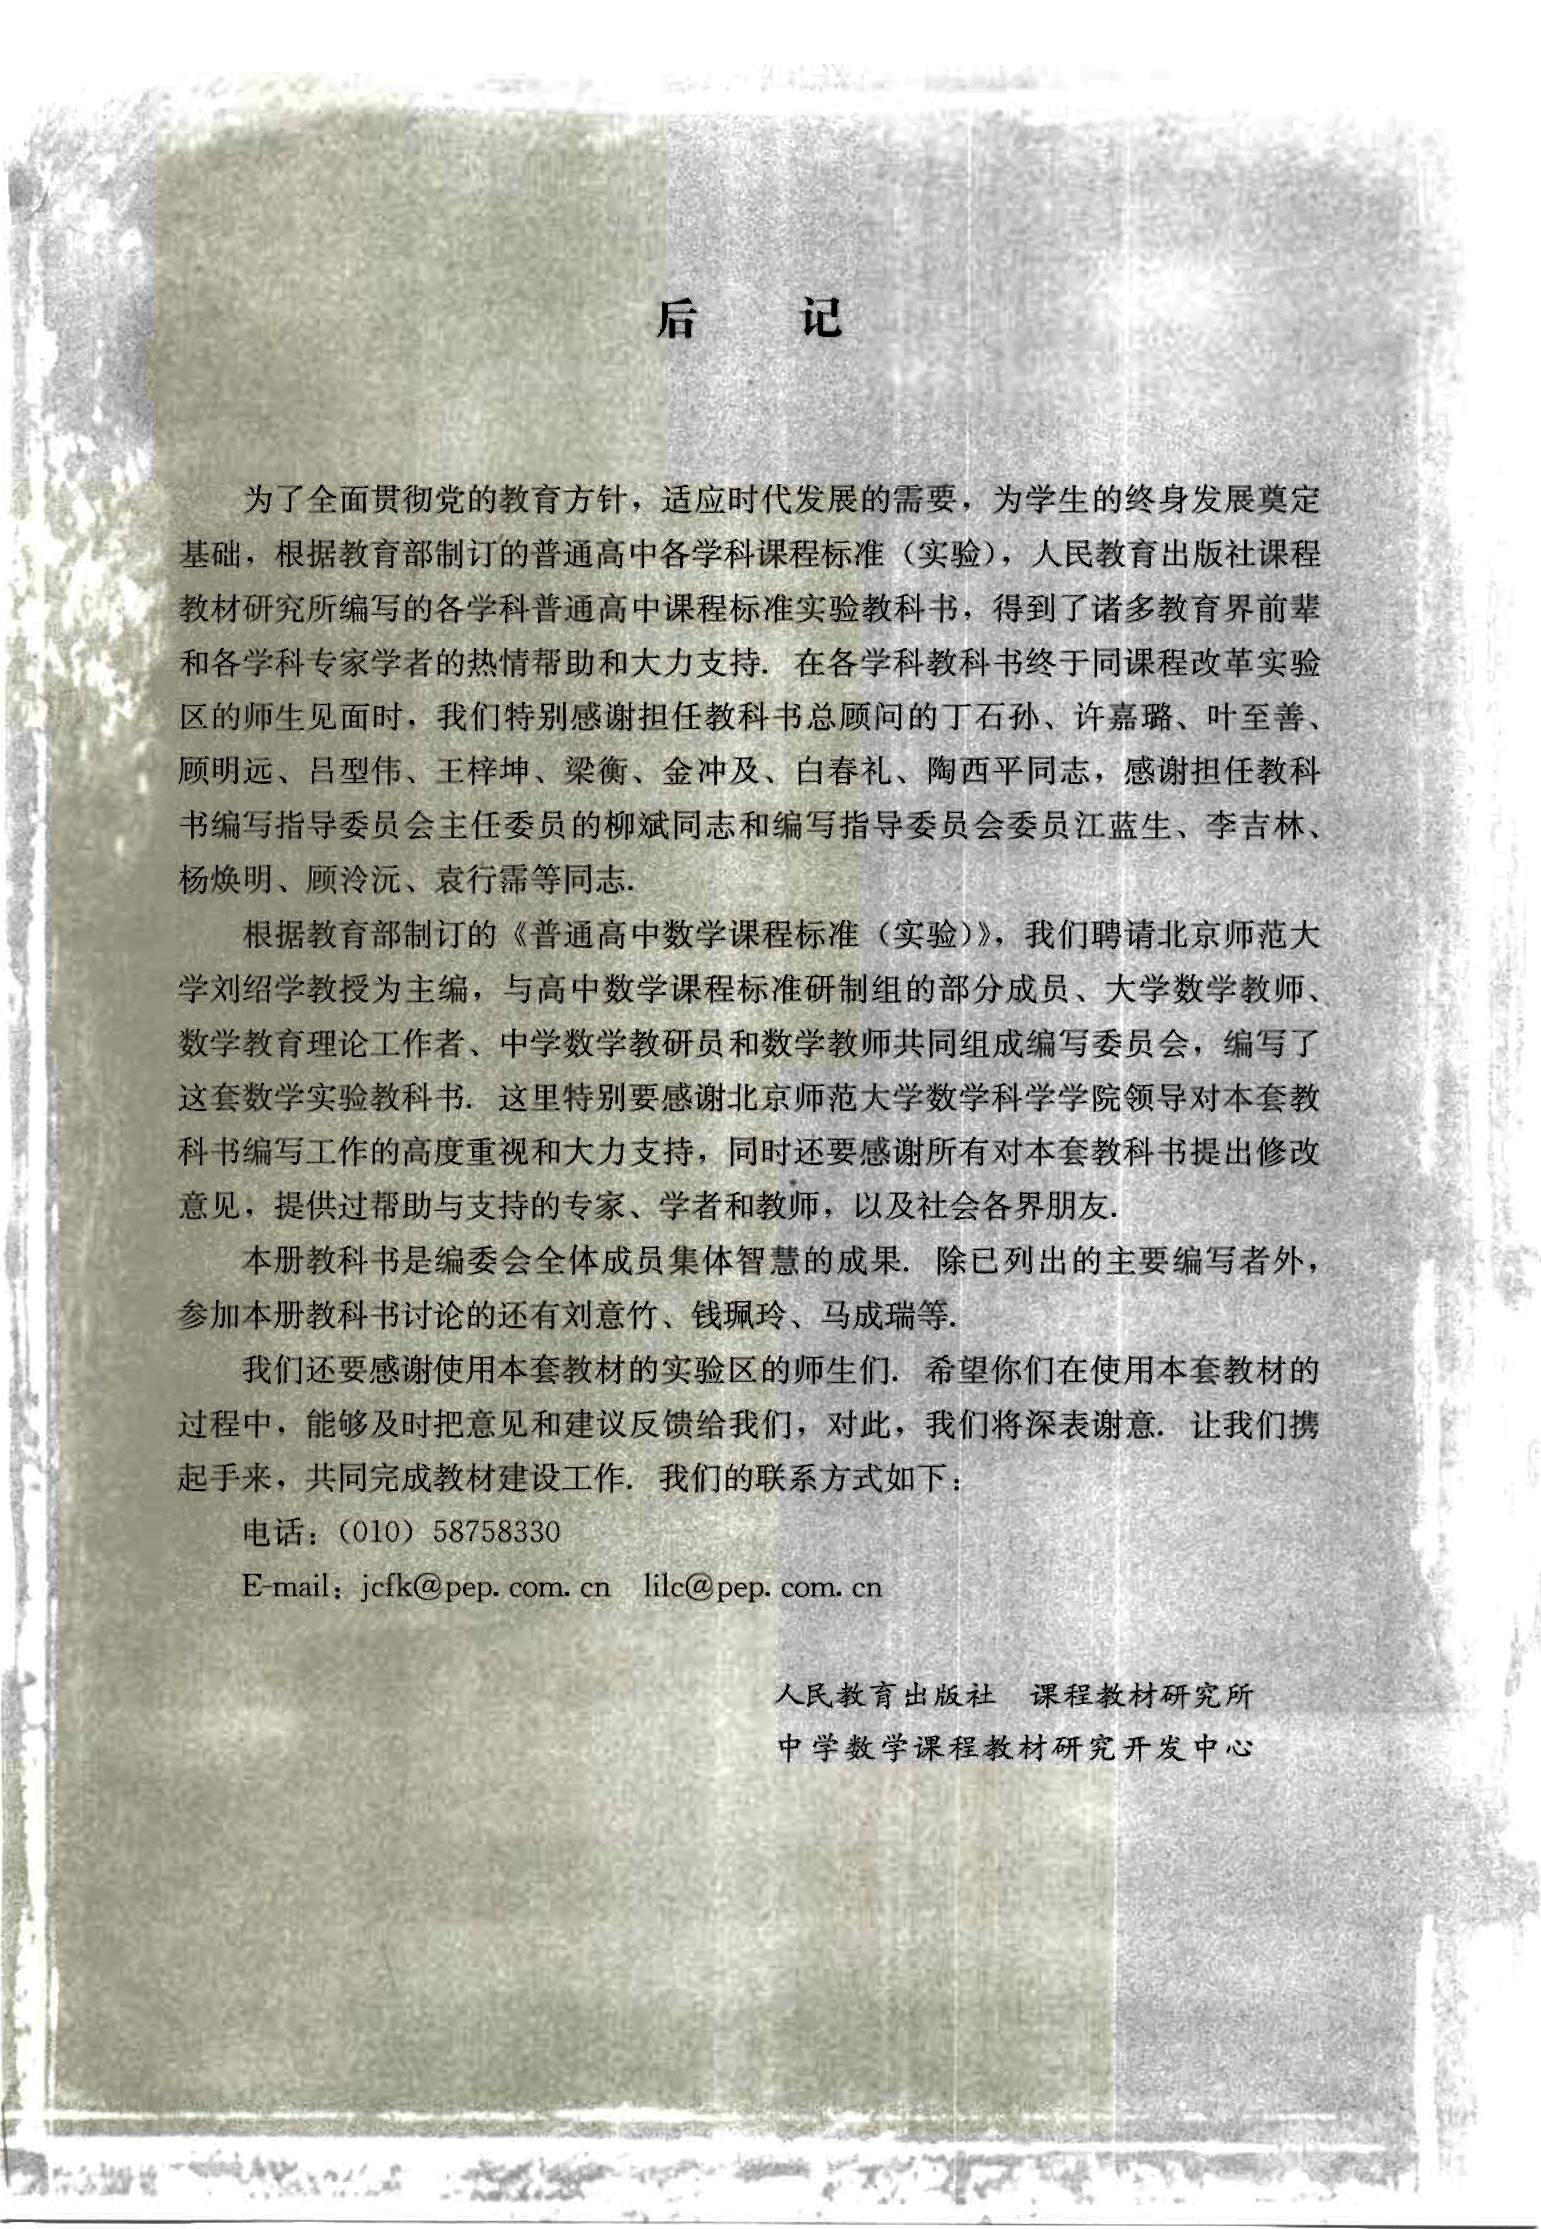 后 记
为了全面贯彻党的教育方针，适应时代发展的需要，为学生的终身发展奠定
基础，根据教育部制订的普通高中各学科课程标准（实验），人民教育出版社课程
教材研究所编写的各学科普通高中课程标准实验教科书，得到了诸多教育界前辈
和各学科专家学者的热情帮助和大力支持．在各学科教科书终于同课程改革实验
区的师生见面时，我们特别感谢担任教科书总顾问的丁石孙、许嘉璐、叶至善、
顾明远、吕型伟、王梓坤、梁衡、金冲及、白春礼、陶西平同志，感谢担任教科
书编写指导委员会主任委员的柳斌同志和编写指导委员会委员江蓝生、李吉林、
杨焕明、顾泠沅、袁行霈等同志．
根据教育部制订的《普通高中数学课程标准（实验）》，我们聘请北京师范大
学刘绍学教授为主编，与高中数学课程标准研制组的部分成员、大学数学教师、
数学教育理论工作者、中学数学教研员和数学教师共同组成编写委员会，编写了
这套数学实验教科书．这里特别要感谢北京师范大学数学科学学院领导对本套教
科书编写工作的高度重视和大力支持，同时还要感谢所有对本套教科书提出修改
意见，提供过帮助与支持的专家、学者和教师，以及社会各界朋友．
本册教科书是编委会全体成员集体智慧的成果．除已列出的主要编写者外，
参加本册教科书讨论的还有刘意竹、钱珮玲、马成瑞等．
我们还要感谢使用本套教材的实验区的师生们．希望你们在使用本套教材的
过程中，能够及时把意见和建议反馈给我们，对此，我们将深表谢意．让我们携
起手来，共同完成教材建设工作．我们的联系方式如下：
电话：（010）58758330
E-mail：jcfk@pep.com.cn lilc@pep.com.cn
人民教育出版社 课程教材研究所
中学数学课程教材研究开发中心